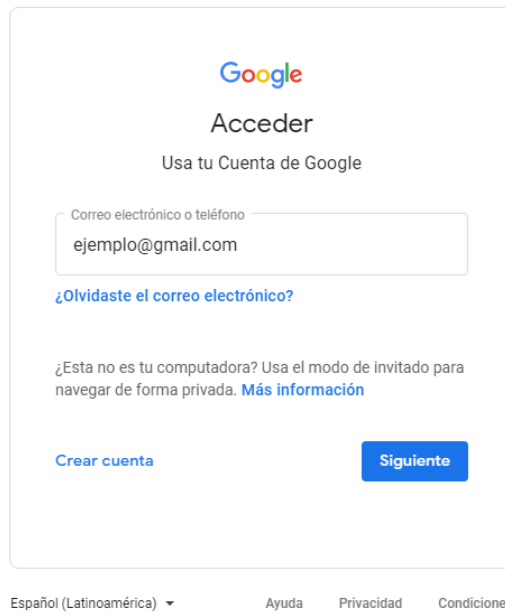 Google
Acceder
Usa tu Cuenta de Google
Correo electrónico o teléfono
ejemplo@gmail.com
¿Olvidaste el correo electrónico?
¿Esta no es tu computadora? Usa el modo de invitado para
navegar de forma privada. Más información
Crear cuenta
Siguiente
Español (Latinoamérica)
Ayuda
Privacidad
Condicione